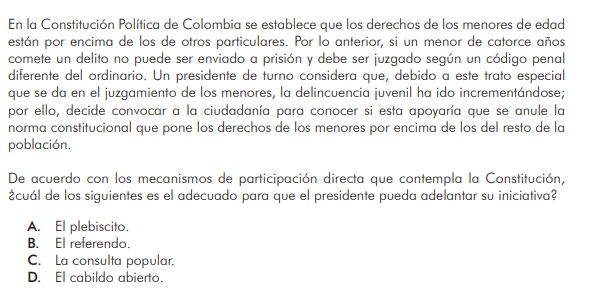 En la Constitución Política de Colombia se establece que los derechos de los menores de edad
están por encima de los de otros particulares. Por lo anterior, si un menor de catorce años
comete un delito no puede ser enviado a prisión y debe ser juzgado según un código penal
diferente del ordinario. Un presidente de turno considera que, debido a este trato especial
que se da en el juzgamiento de los menores, la delincuencia juvenil ha ido incrementándose;
por ello, decide convocar a la ciudadanía para conocer si esta apoyaría que se anule la
norma constitucional que pone los derechos de los menores por encima de los del resto de la
población.
De acuerdo con los mecanismos de participación directa que contempla la Constitución,
¿cuál de los siguientes es el adecuado para que el presidente pueda adelantar su iniciativa?
A. El plebiscito.
B. El referendo.
C. La consulta popular.
D. El cabildo abierto.